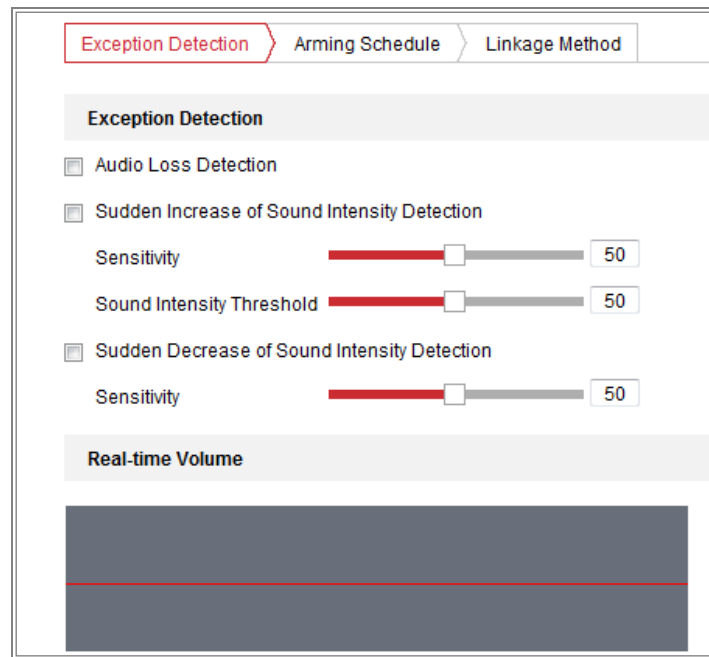 Exception Detection Arming Schedule Linkage Method
Exception Detection
Audio Loss Detection
Sudden Increase of Sound Intensity Detection
Sensitivity 50
Sound Intensity Threshold 50
Sudden Decrease of Sound Intensity Detection
Sensitivity 50
Real-time Volume